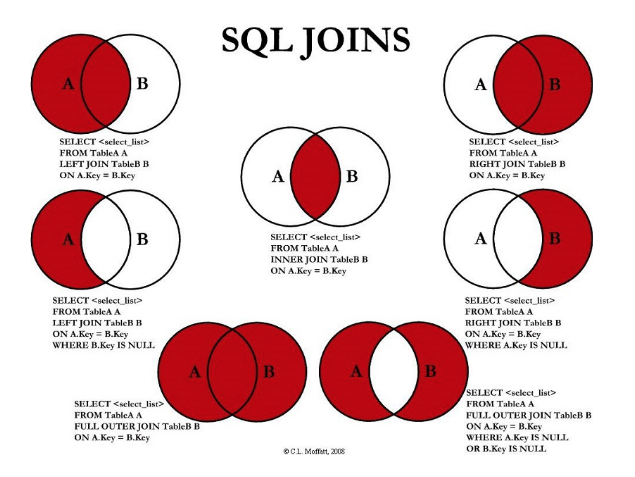 SQL JOINS
A B
SELECT <select_list>
FROM TableA A
LEFT JOIN TableB B
ON A.Key = B.Key
A B
SELECT <select_list>
FROM TableA A
RIGHT JOIN TableB B
ON A.Key = B.Key
A B
SELECT <select_list>
FROM TableA A
INNER JOIN TableB B
ON A.Key = B.Key
A B
SELECT <select_list>
FROM TableA A
LEFT JOIN TableB B
ON A.Key = B.Key
WHERE B.Key IS NULL
A B
SELECT <select_list>
FROM TableA A
RIGHT JOIN TableB B
ON A.Key = B.Key
WHERE A.Key IS NULL
A B
SELECT <select_list>
FROM TableA A
FULL OUTER JOIN TableB B
ON A.Key = B.Key
A B
SELECT <select_list>
FROM TableA A
FULL OUTER JOIN TableB B
ON A.Key = B.Key
WHERE A.Key IS NULL
OR B.Key IS NULL
© C.L. Moffatt, 2008